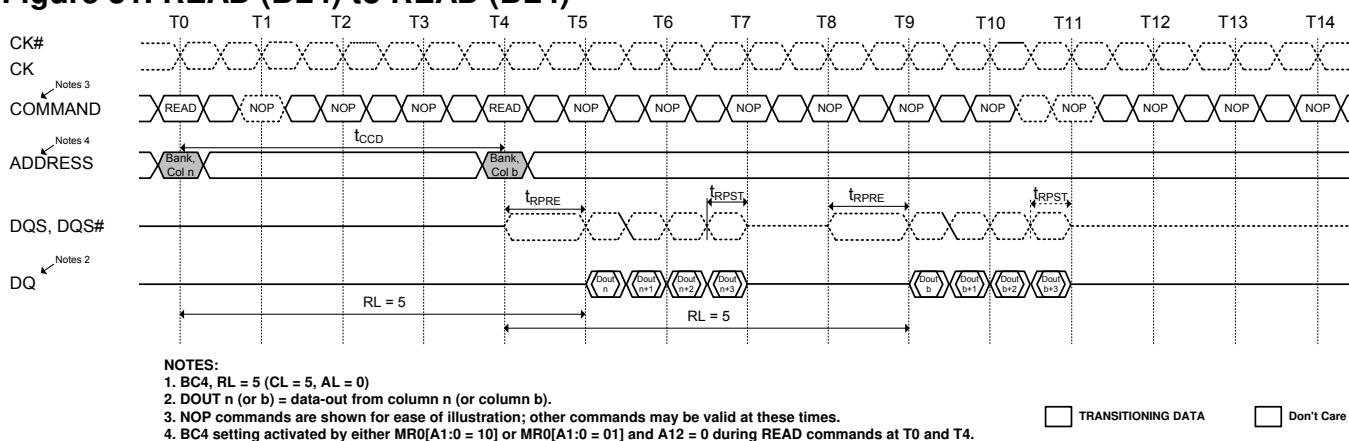 T0 T1 T2 T3 T4 T5 T6 T7 T8 T9 T10 T11 T12 T13 T14
CK#
CK
Notes 3
COMMAND READ NOP NOP NOP READ NOP NOP NOP NOP NOP NOP NOP NOP NOP NOP
tCCD
Notes 4
ADDRESS Bank, Col n Bank, Col b
tRPRE tRPST tRPRE tRPST
DQS, DQS#
Notes 2
DQ Dout n Dout n+1 Dout n+2 Dout n+3 Dout b Dout b+1 Dout b+2 Dout b+3
RL = 5 RL = 5
NOTES:
1. BC4, RL = 5 (CL = 5, AL = 0)
2. DOUT n (or b) = data-out from column n (or column b).
3. NOP commands are shown for ease of illustration; other commands may be valid at these times.
4. BC4 setting activated by either MR0[A1:0 = 10] or MR0[A1:0 = 01] and A12 = 0 during READ commands at T0 and T4.
TRANSITIONING DATA Don't Care